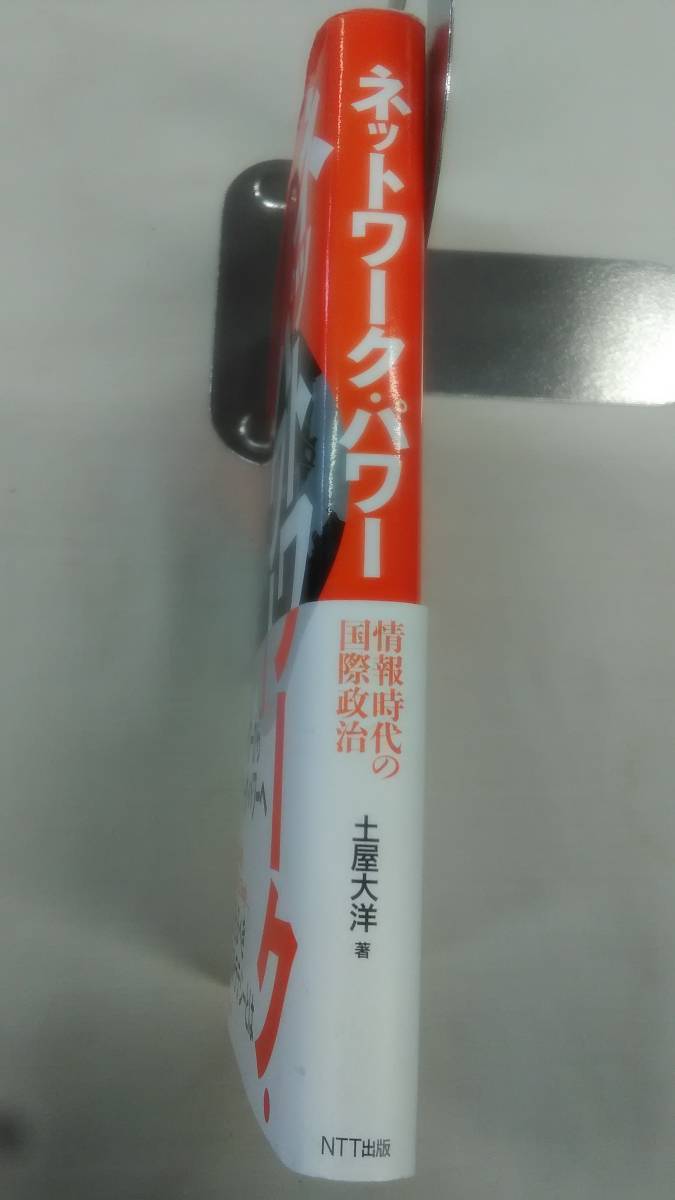 ネットワーク・パワー
情報時代の
国際政治
土屋大洋 著
NTT出版